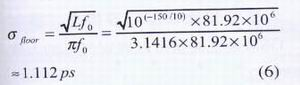 σ_floor = √(Lf₀) / πf₀ = √(10^(−150/10) × 81.92 × 10⁶) / 3.1416 × 81.92 × 10⁶
≈ 1.112 ps (6)